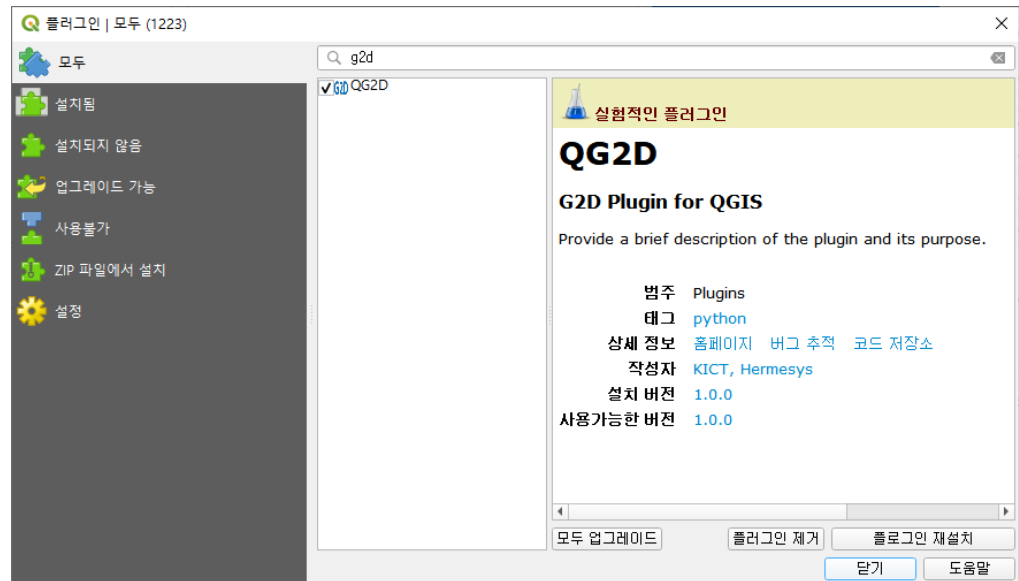 플러그인 | 모두 (1223)
모두
설치됨
설치되지 않음
업그레이드 가능
사용불가
ZIP 파일에서 설치
설정
g2d
G2D QG2D
실험적인 플러그인
QG2D
G2D Plugin for QGIS
Provide a brief description of the plugin and its purpose.
범주 Plugins
태그 python
상세 정보 홈페이지 버그 추적 코드 저장소
작성자 KICT, Hermesys
설치 버전 1.0.0
사용가능한 버전 1.0.0
모두 업그레이드 플러그인 제거 플로그인 재설치
닫기 도움말